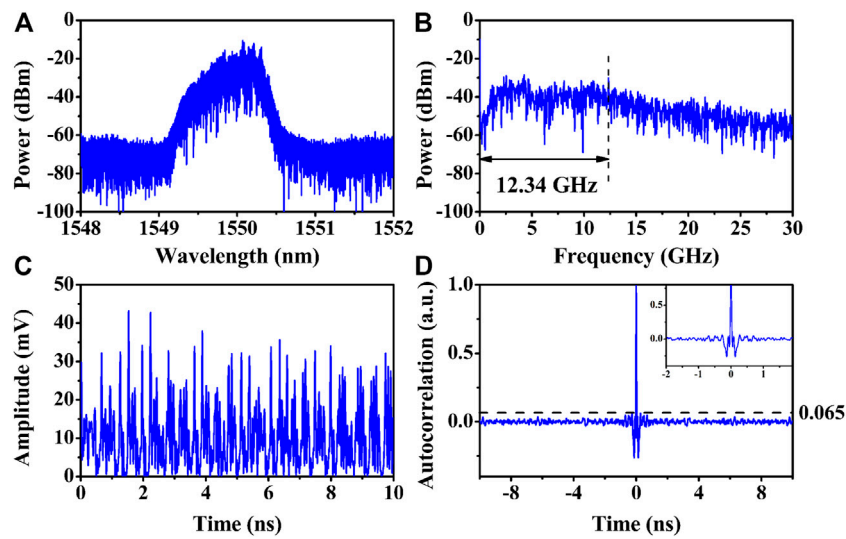 A
0
-20
-40
-60
-80
-100
Power (dBm)
1548 1549 1550 1551 1552
Wavelength (nm)
B
0
-20
-40
-60
-80
-100
Power (dBm)
12.34 GHz
0 5 10 15 20 25 30
Frequency (GHz)
C
50
40
30
20
10
0
Amplitude (mV)
0 2 4 6 8 10
Time (ns)
D
1.0
0.5
0.0
Autocorrelation (a.u.)
0.5
0.0
-2 -1 0 1
0.065
-8 -4 0 4 8
Time (ns)